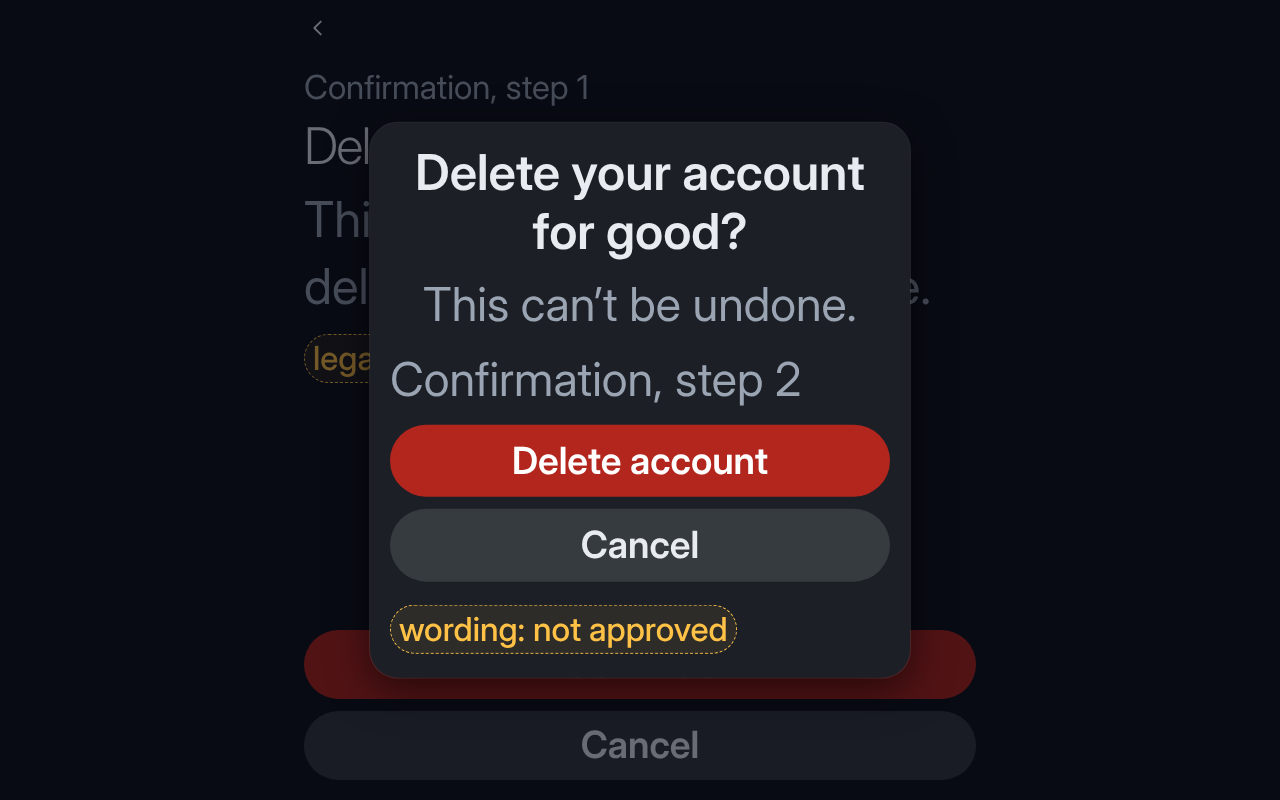 Confirmation, step 1
Delete your account
for good?
This can’t be undone.
Confirmation, step 2
Delete account
Cancel
wording: not approved
Cancel